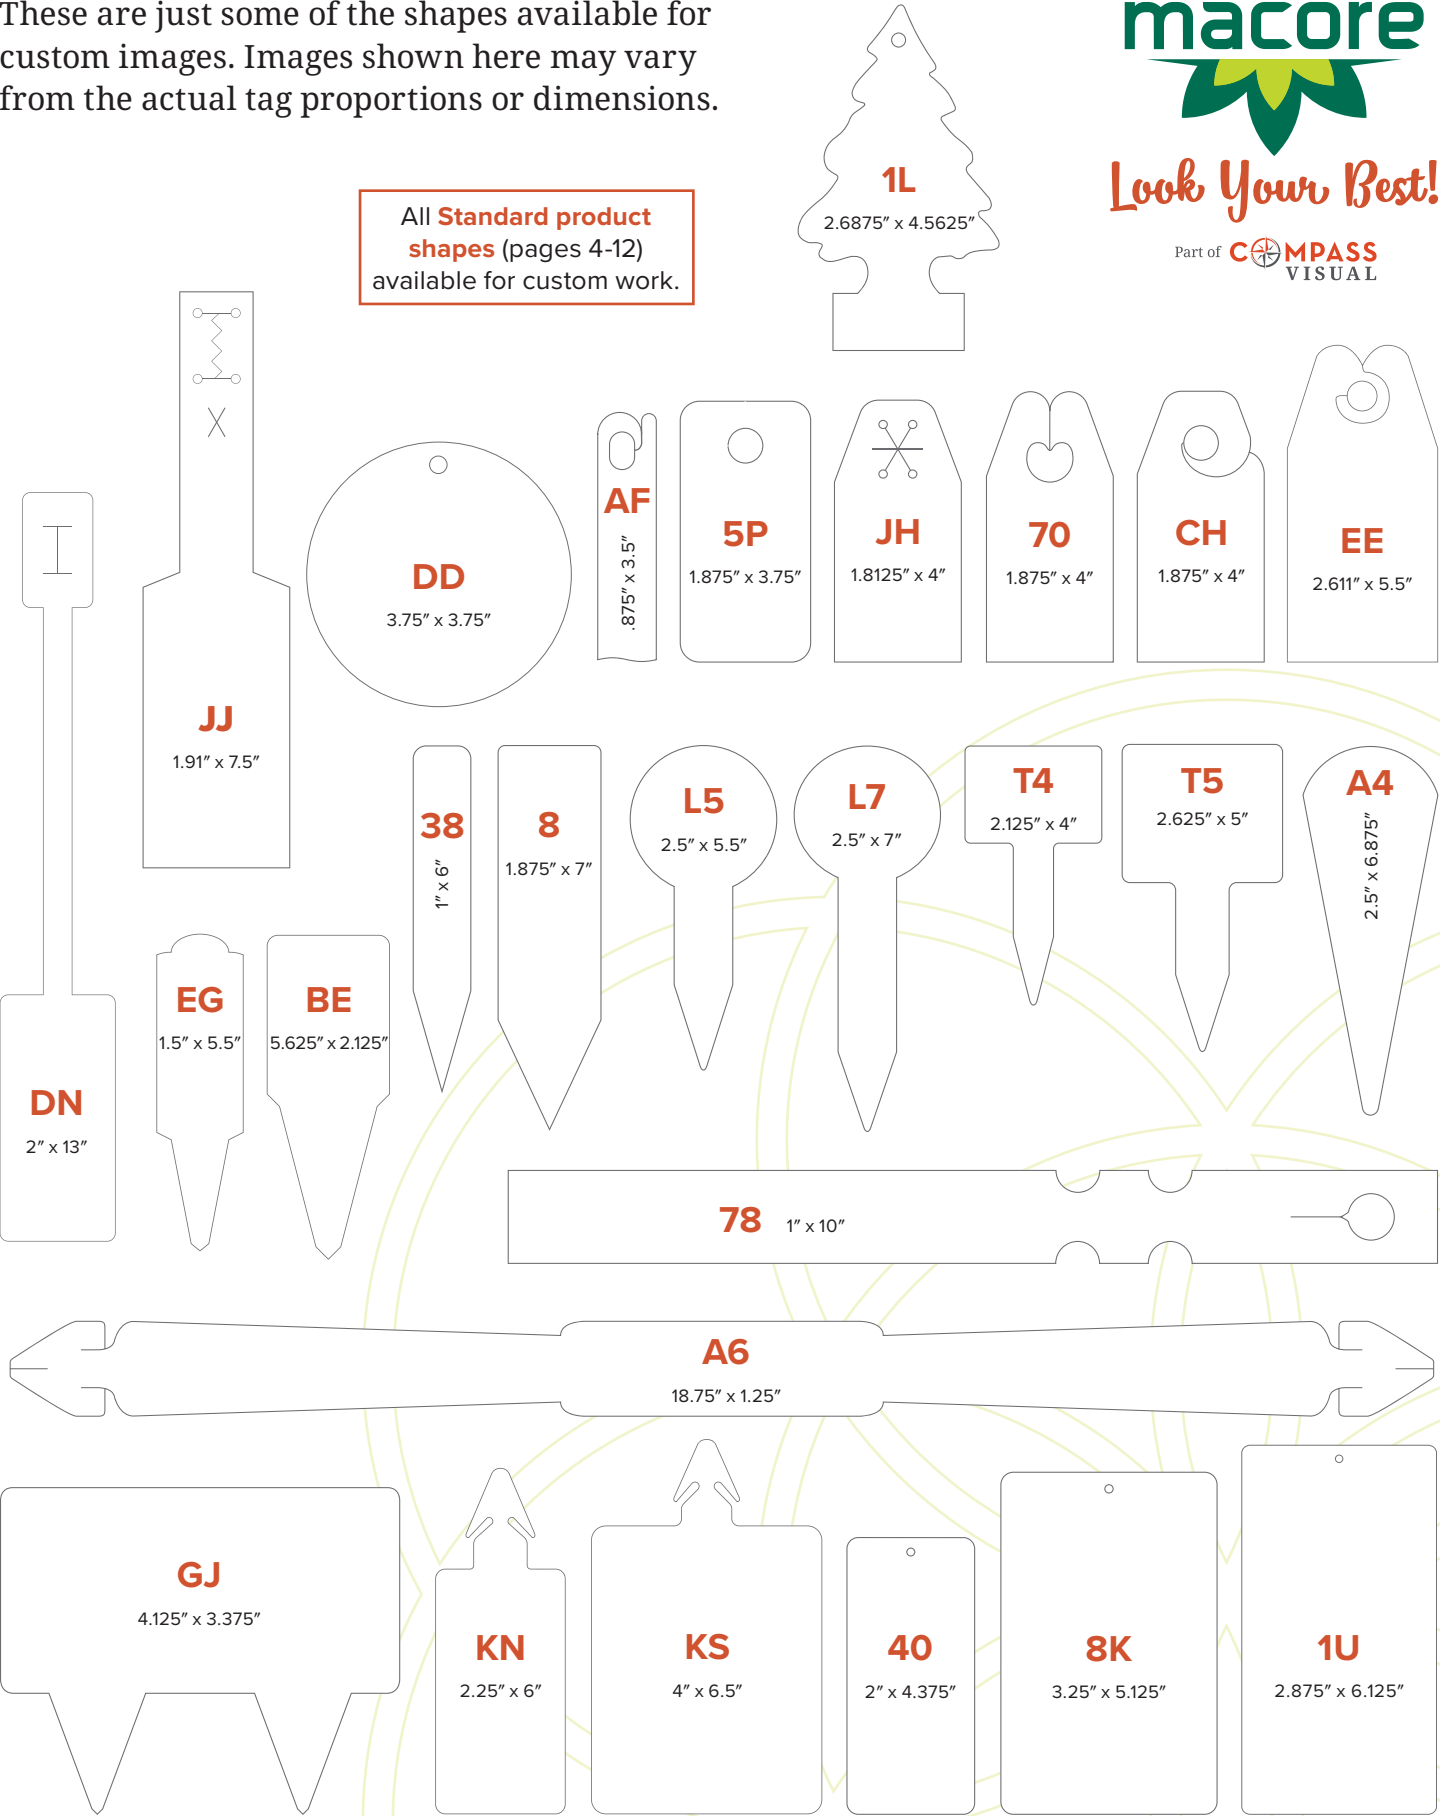 These are just some of the shapes available for
custom images. Images shown here may vary
from the actual tag proportions or dimensions.
macore
Look Your Best!
Part of COMPASS
VISUAL
All Standard product
shapes (pages 4-12)
available for custom work.
1L
2.6875" x 4.5625"
JJ
1.91" x 7.5"
DD
3.75" x 3.75"
AF
.875" x 3.5"
5P
1.875" x 3.75"
JH
1.8125" x 4"
70
1.875" x 4"
CH
1.875" x 4"
EE
2.611" x 5.5"
38
1" x 6"
8
1.875" x 7"
L5
2.5" x 5.5"
L7
2.5" x 7"
T4
2.125" x 4"
T5
2.625" x 5"
A4
2.5" x 6.875"
DN
2" x 13"
EG
1.5" x 5.5"
BE
5.625" x 2.125"
78 1" x 10"
A6
18.75" x 1.25"
GJ
4.125" x 3.375"
KN
2.25" x 6"
KS
4" x 6.5"
40
2" x 4.375"
8K
3.25" x 5.125"
1U
2.875" x 6.125"